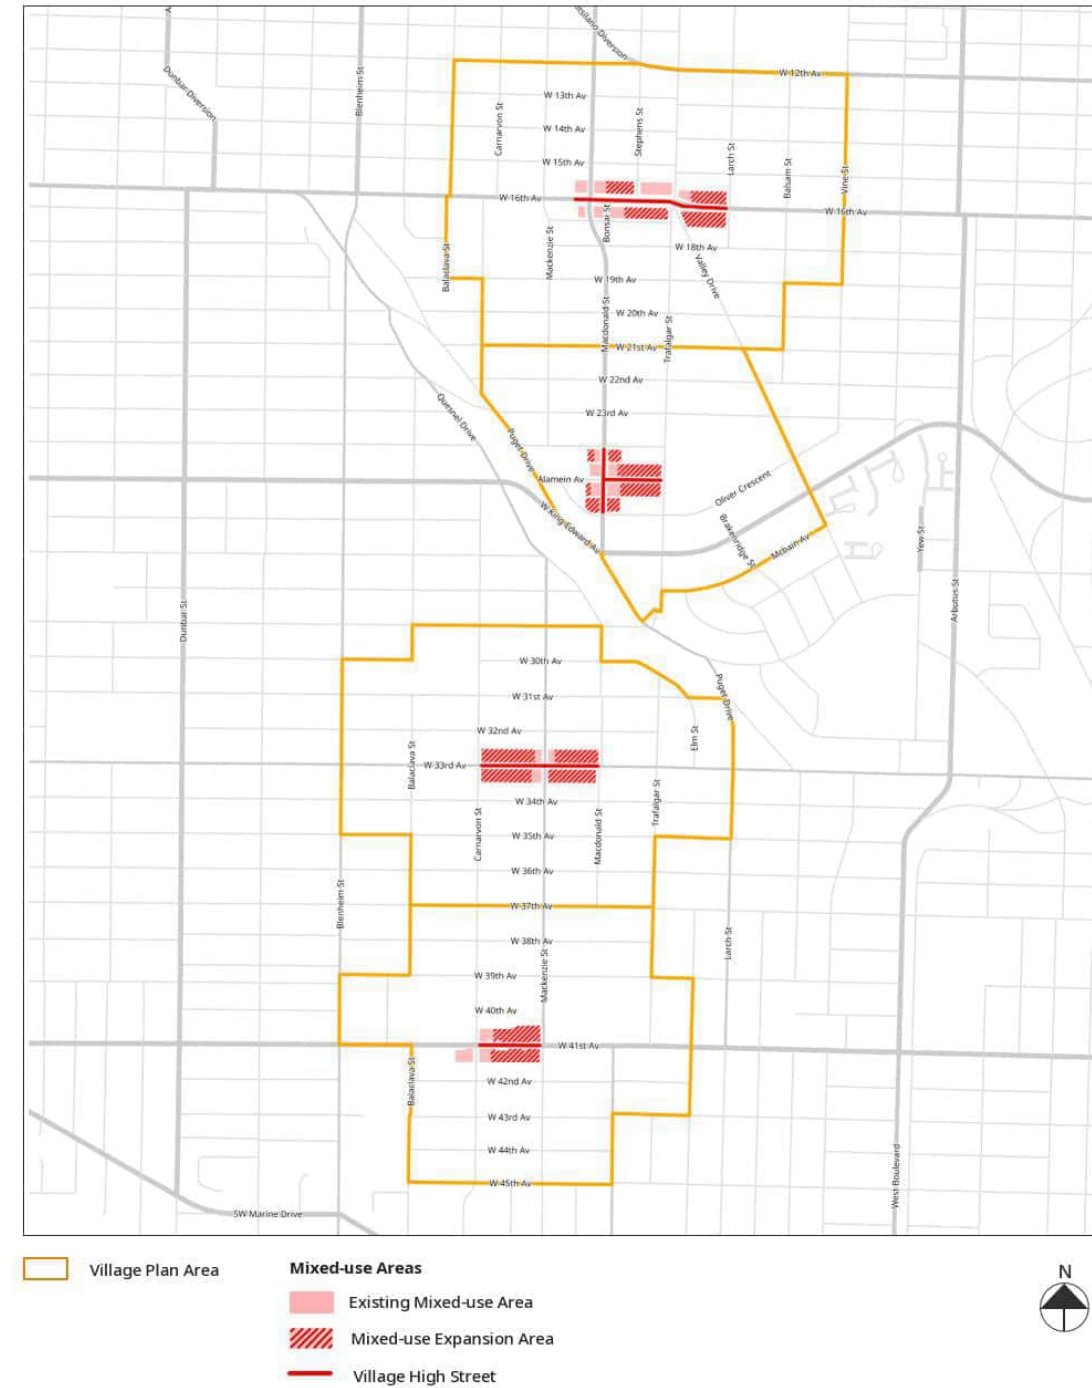 Dunbar Diversion
Blenheim St
W 12th Av
W 13th Av
Carnarvon St
Stephens St
W 14th Av
Larch St
W 15th Av
Balsam St
Vine St
W 16th Av
W 16th Av
Bonsai St
Mackenzie St
W 18th Av
Balaclava St
Valley Drive
W 19th Av
Macdonald St
W 20th Av
Trafalgar St
W 21st Av
W 22nd Av
W 23rd Av
Quesnel Drive
Puget Drive
Alamein Av
Oliver Crescent
W King Edward Av
Brakenridge St
Mcbain Av
Yew St
Arbutus St
Dunbar St
W 30th Av
Puget Drive
W 31st Av
W 32nd Av
Elm St
Balaclava St
W 33rd Av
Trafalgar St
W 34th Av
Carnarvon St
Macdonald St
W 35th Av
W 36th Av
Blenheim St
W 37th Av
W 38th Av
Larch St
Mackenzie St
W 39th Av
W 40th Av
W 41st Av
Balaclava St
W 42nd Av
W 43rd Av
W 44th Av
West Boulevard
W 45th Av
SW Marine Drive
Village Plan Area
Mixed-use Areas
Existing Mixed-use Area
Mixed-use Expansion Area
Village High Street
N